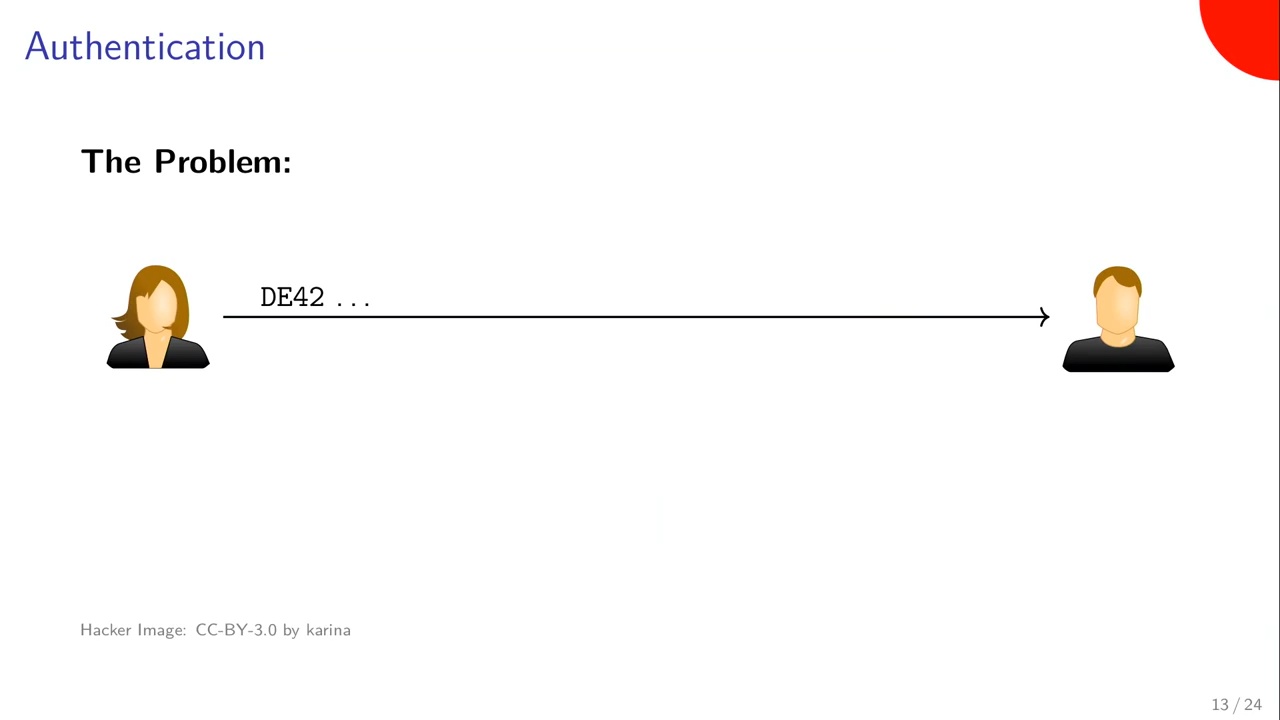 Authentication
The Problem:
DE42 ...
Hacker Image: CC-BY-3.0 by karina
13 / 24